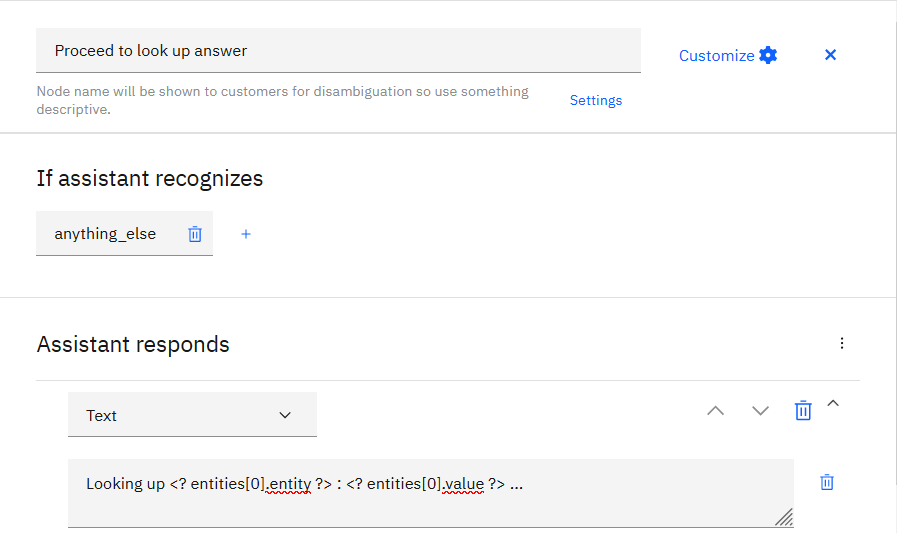 Proceed to look up answer
Customize
Node name will be shown to customers for disambiguation so use something
descriptive.
Settings
If assistant recognizes
anything_else
Assistant responds
Text
Looking up <? entities[0].entity ?> : <? entities[0].value ?> ...